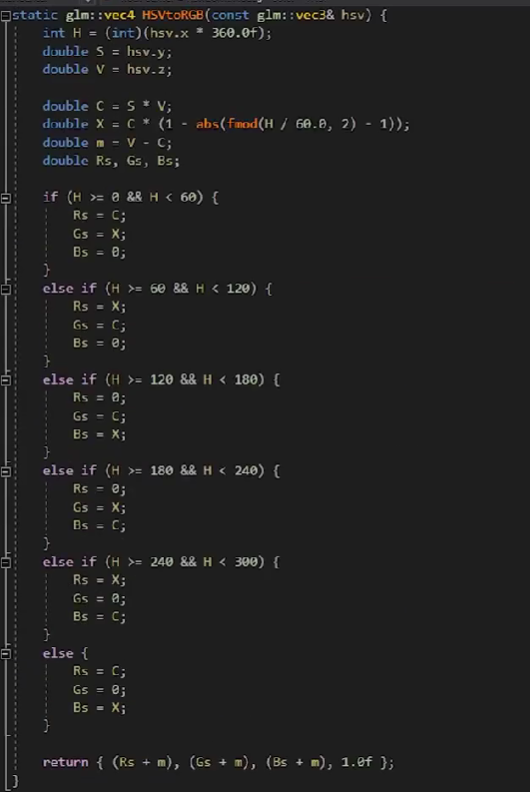 static glm::vec4 HSVtoRGB(const glm::vec3& hsv) {
    int H = (int)(hsv.x * 360.0f);
    double S = hsv.y;
    double V = hsv.z;

    double C = S * V;
    double X = C * (1 - abs(fmod(H / 60.0, 2) - 1));
    double m = V - C;
    double Rs, Gs, Bs;

    if (H >= 0 && H < 60) {
        Rs = C;
        Gs = X;
        Bs = 0;
    }
    else if (H >= 60 && H < 120) {
        Rs = X;
        Gs = C;
        Bs = 0;
    }
    else if (H >= 120 && H < 180) {
        Rs = 0;
        Gs = C;
        Bs = X;
    }
    else if (H >= 180 && H < 240) {
        Rs = 0;
        Gs = X;
        Bs = C;
    }
    else if (H >= 240 && H < 300) {
        Rs = X;
        Gs = 0;
        Bs = C;
    }
    else {
        Rs = C;
        Gs = 0;
        Bs = X;
    }

    return { (Rs + m), (Gs + m), (Bs + m), 1.0f };
}